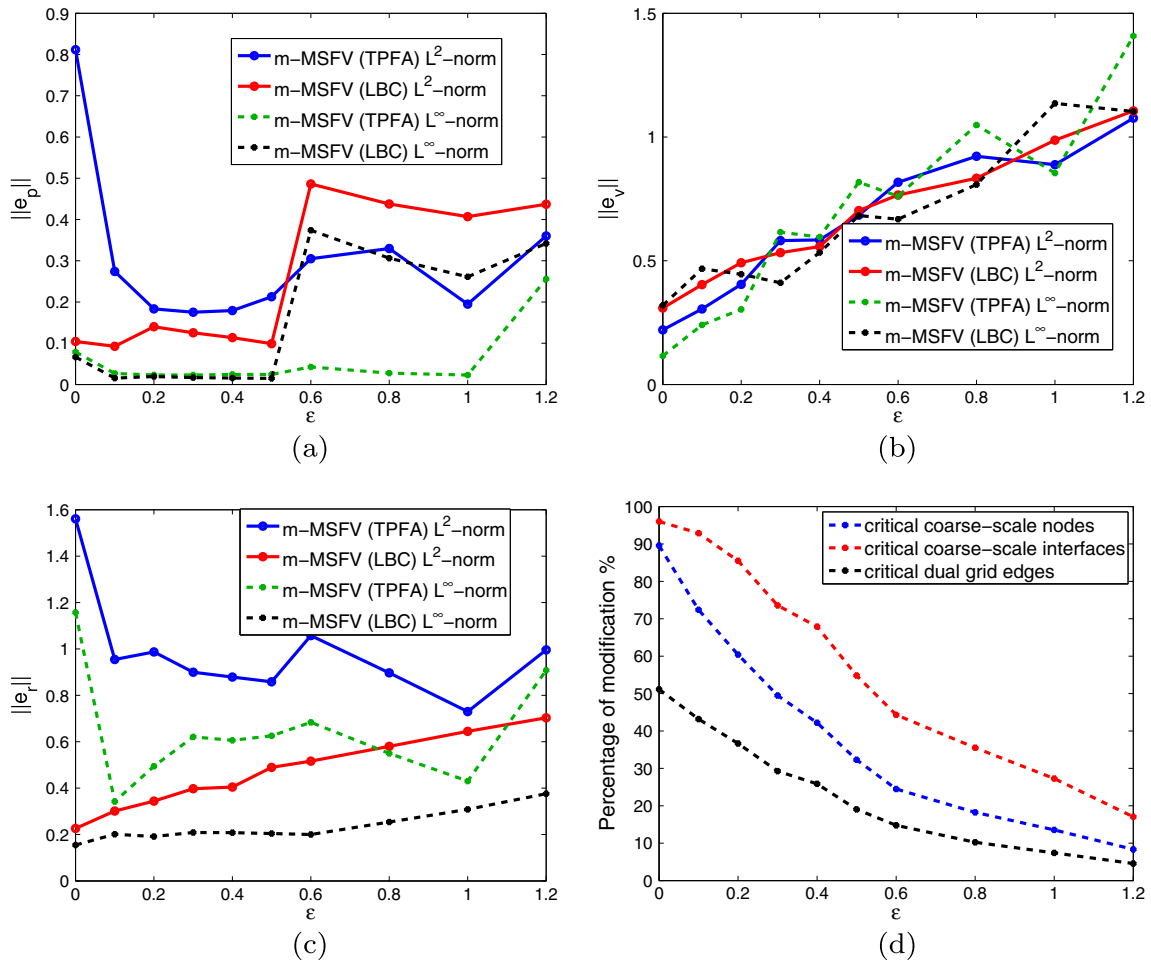 0.9
0.8
0.7
0.6
0.5
0.4
0.3
0.2
0.1
0
||e_p||
m−MSFV (TPFA) L²−norm
m−MSFV (LBC) L²−norm
m−MSFV (TPFA) L^∞−norm
m−MSFV (LBC) L^∞−norm
0 0.2 0.4 0.6 0.8 1 1.2
ε
(a)
1.5
1
0.5
0
||e_v||
m−MSFV (TPFA) L²−norm
m−MSFV (LBC) L²−norm
m−MSFV (TPFA) L^∞−norm
m−MSFV (LBC) L^∞−norm
0 0.2 0.4 0.6 0.8 1 1.2
ε
(b)
1.6
1.4
1.2
1
0.8
0.6
0.4
0.2
0
||e_r||
m−MSFV (TPFA) L²−norm
m−MSFV (LBC) L²−norm
m−MSFV (TPFA) L^∞−norm
m−MSFV (LBC) L^∞−norm
0 0.2 0.4 0.6 0.8 1 1.2
ε
(c)
100
90
80
70
60
50
40
30
20
10
0
Percentage of modification %
critical coarse−scale nodes
critical coarse−scale interfaces
critical dual grid edges
0 0.2 0.4 0.6 0.8 1 1.2
ε
(d)